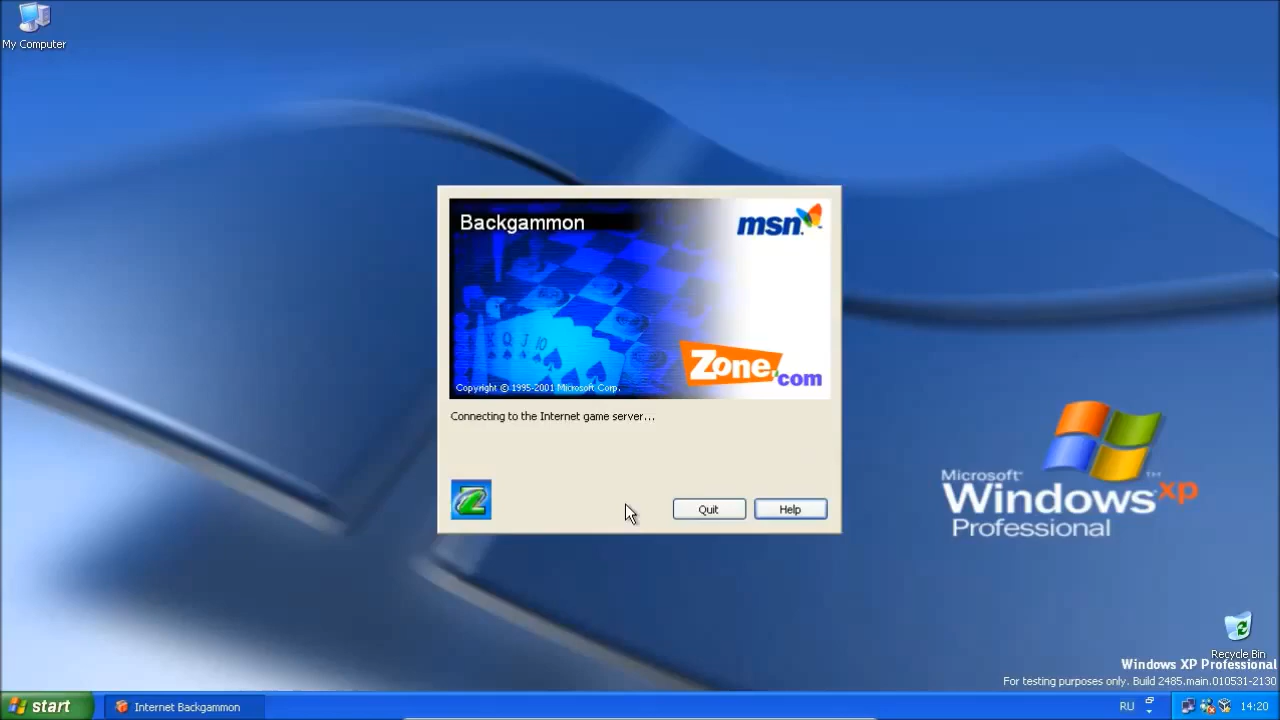 My Computer
Backgammon
msn.
Zone.com
Copyright © 1995-2001 Microsoft Corp.
Connecting to the Internet game server...
Quit
Help
Microsoft®
Windows xp™
Professional
Recycle Bin
Windows XP Professional
For testing purposes only. Build 2485.main.010531-2130
start
Internet Backgammon
RU
14:20